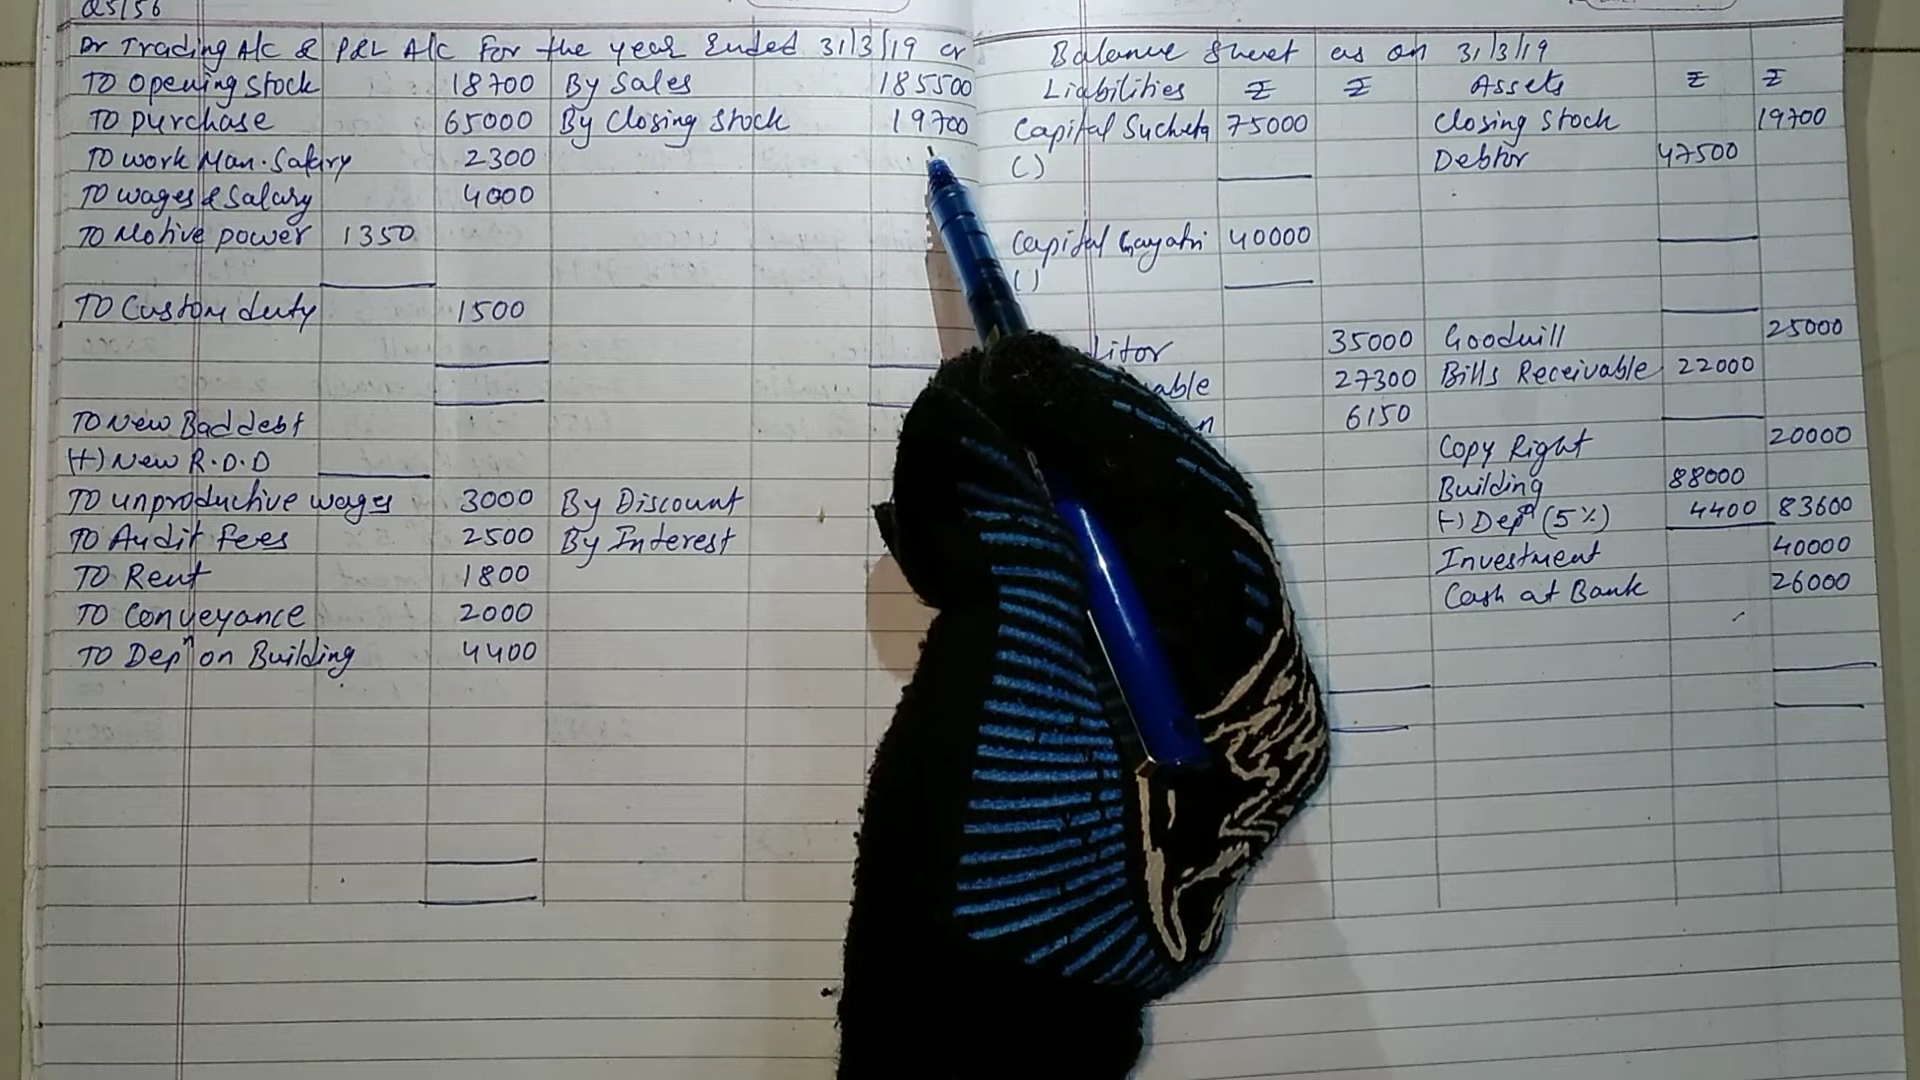 Q5/56
Dr Trading A/c & P&L A/c For the year Ended 31/3/19 cr
To Opening Stock 18700 By Sales 185500
To purchase 65000 By Closing Stock 19700
To work Man. Salary 2300
To wages & Salary 4000
To Motive power 1350
To Custom duty 1500
To New Bad debt
(+) New R.D.D
To unproductive wages 3000 By Discount
To Audit Fees 2500 By Interest
To Rent 1800
To Conveyance 2000
To Depⁿ on Building 4400
Balance Sheet as on 31/3/19
Liabilities ₹ ₹ Assets ₹ ₹
Capital Sucheta 75000 Closing Stock 19700
( ) Debtor 47500
Capital Gayatri 40000
( )
litor 35000 Goodwill 25000
able 27300 Bills Receivable 22000
n 6150
Copy Right 20000
Building 88000
(-) Depⁿ (5%) 4400 83600
Investment 40000
Cash at Bank 26000